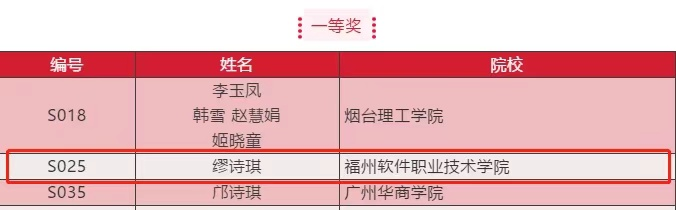 一等奖
编号 姓名 院校
李玉凤
S018 韩雪 赵慧娟 烟台理工学院
姬晓童
S025 缪诗琪 福州软件职业技术学院
S035 邝诗琪 广州华商学院